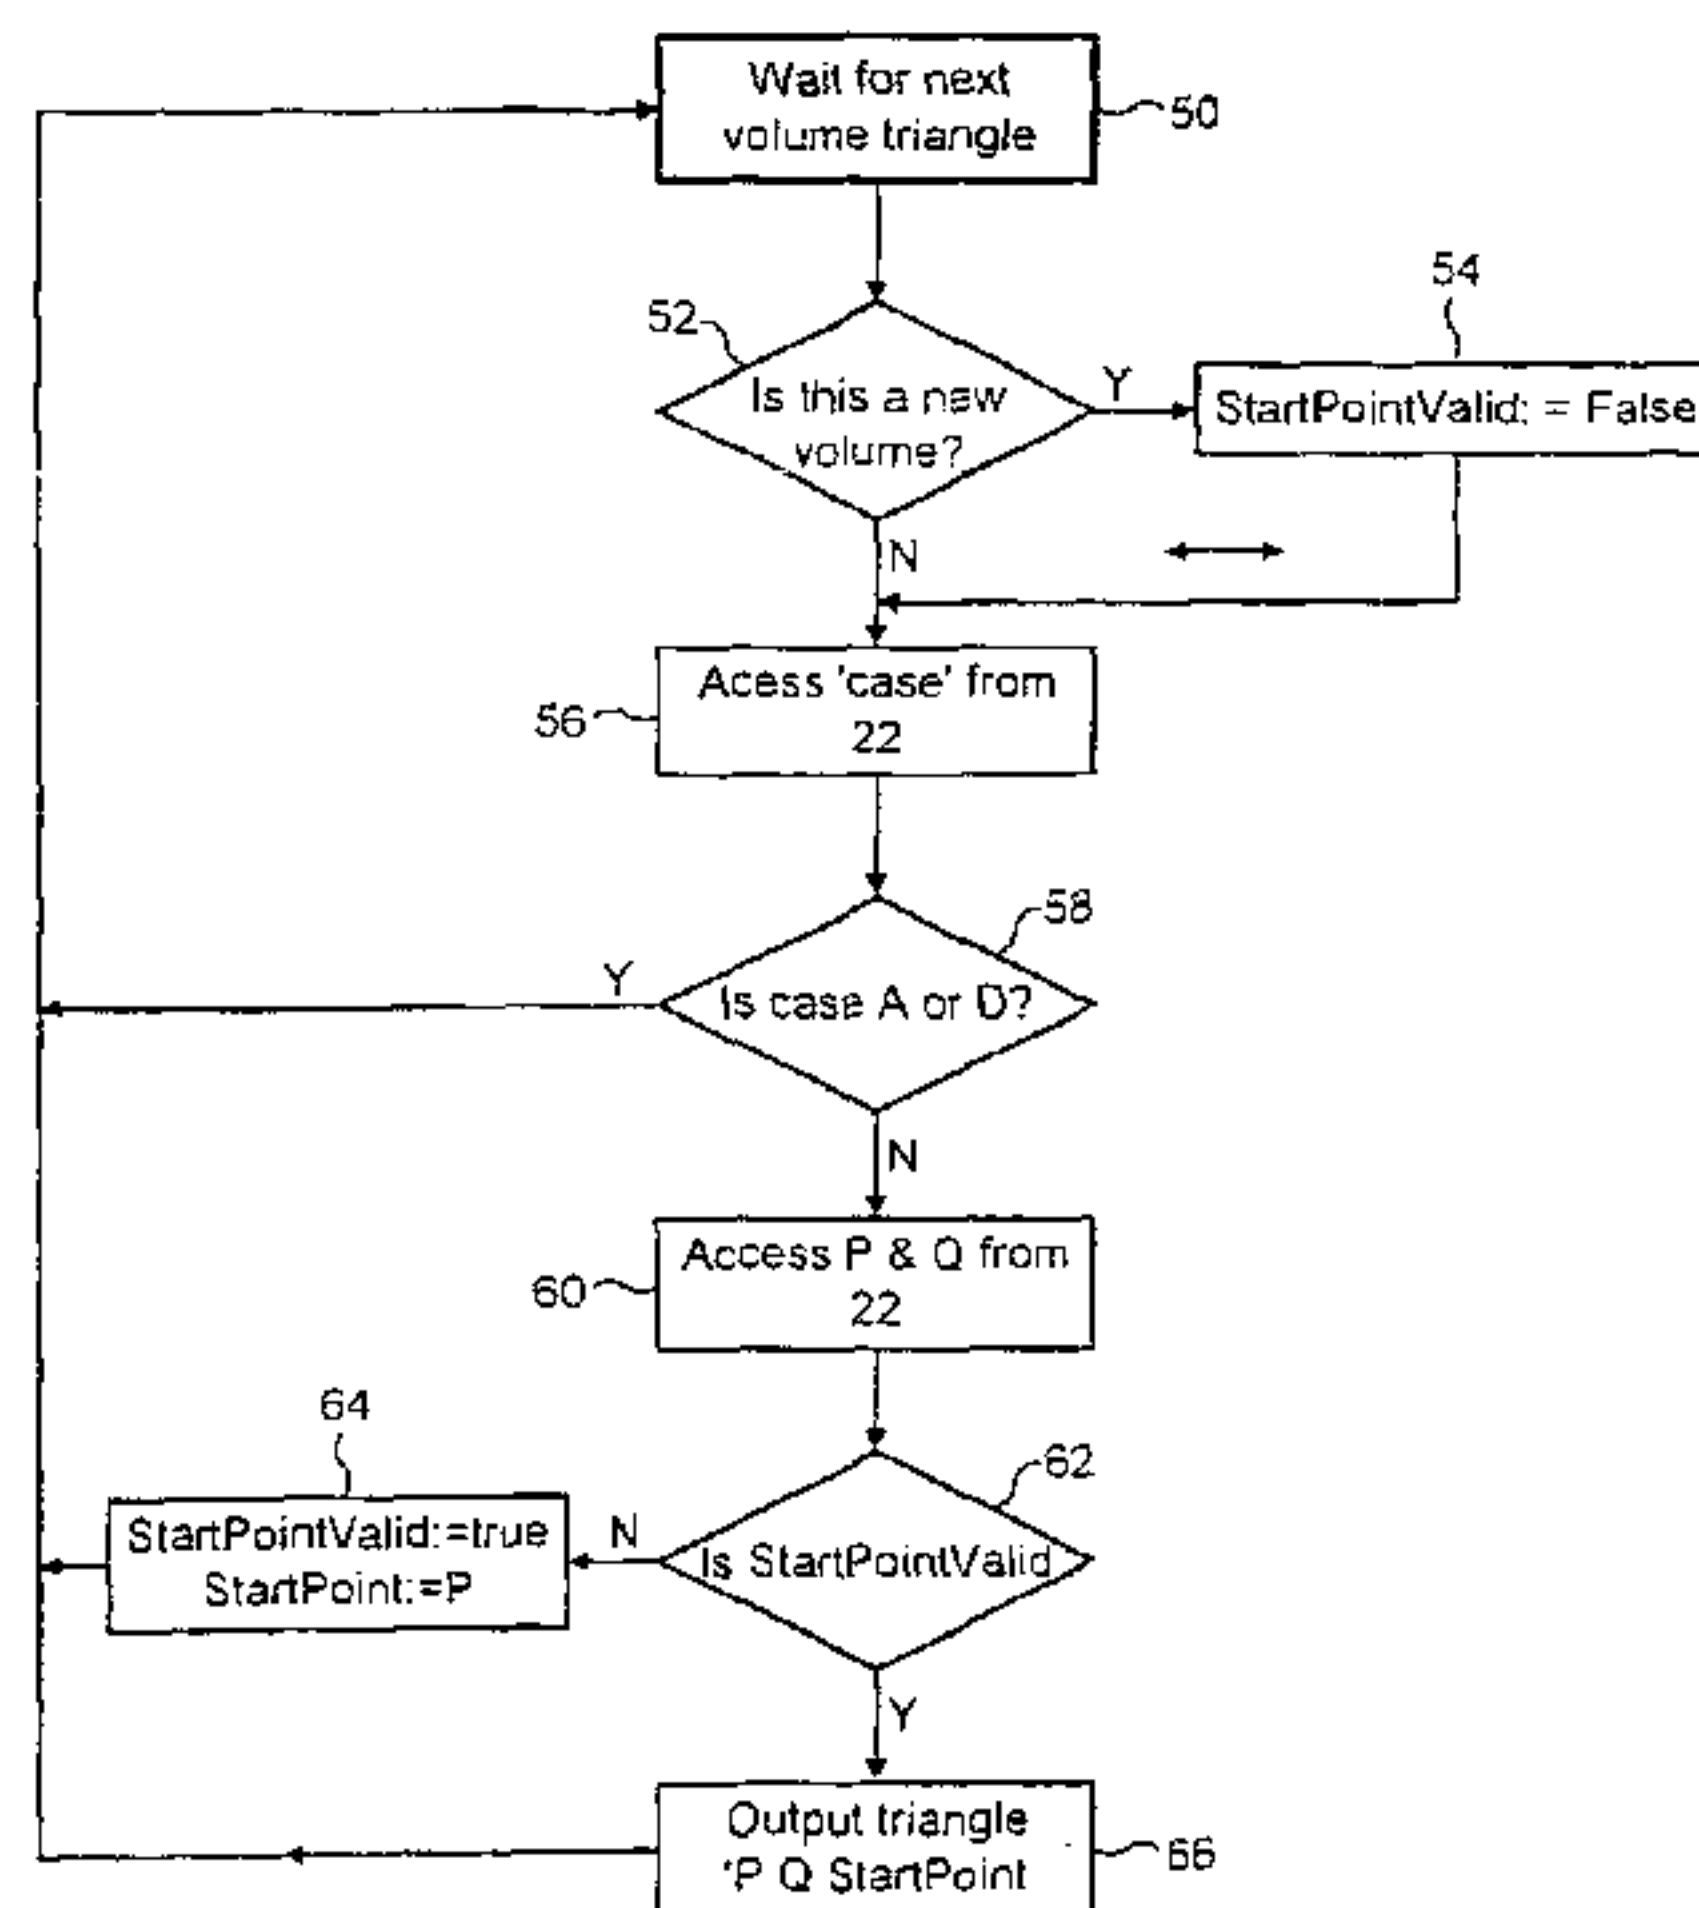 Wait for next
volume triangle
50
54
52
Is this a new
volume?
Y
StartPointValid: = False
N
Acess 'case' from
22
56
58
Y
Is case A or D?
N
Access P & Q from
22
60
64
62
StartPointValid:=true
StartPoint:=P
N
Is StartPointValid
Y
Output triangle
'P Q StartPoint
66